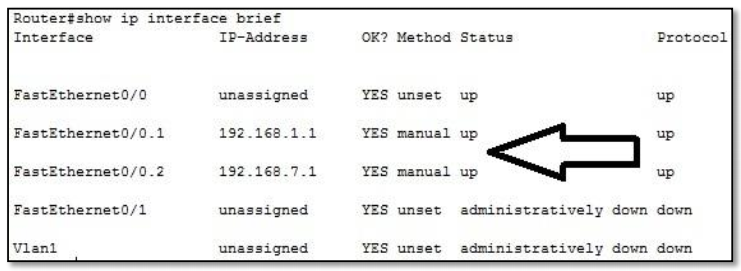 Router#show ip interface brief
Interface IP-Address OK? Method Status Protocol
FastEthernet0/0 unassigned YES unset up up
FastEthernet0/0.1 192.168.1.1 YES manual up up
FastEthernet0/0.2 192.168.7.1 YES manual up up
FastEthernet0/1 unassigned YES unset administratively down down
Vlan1 unassigned YES unset administratively down down